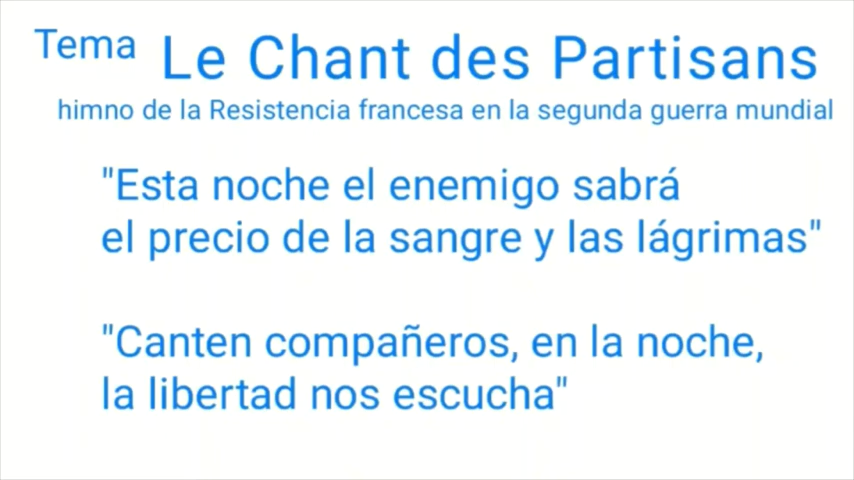 Tema Le Chant des Partisans
himno de la Resistencia francesa en la segunda guerra mundial
"Esta noche el enemigo sabrá
el precio de la sangre y las lágrimas"
"Canten compañeros, en la noche,
la libertad nos escucha"